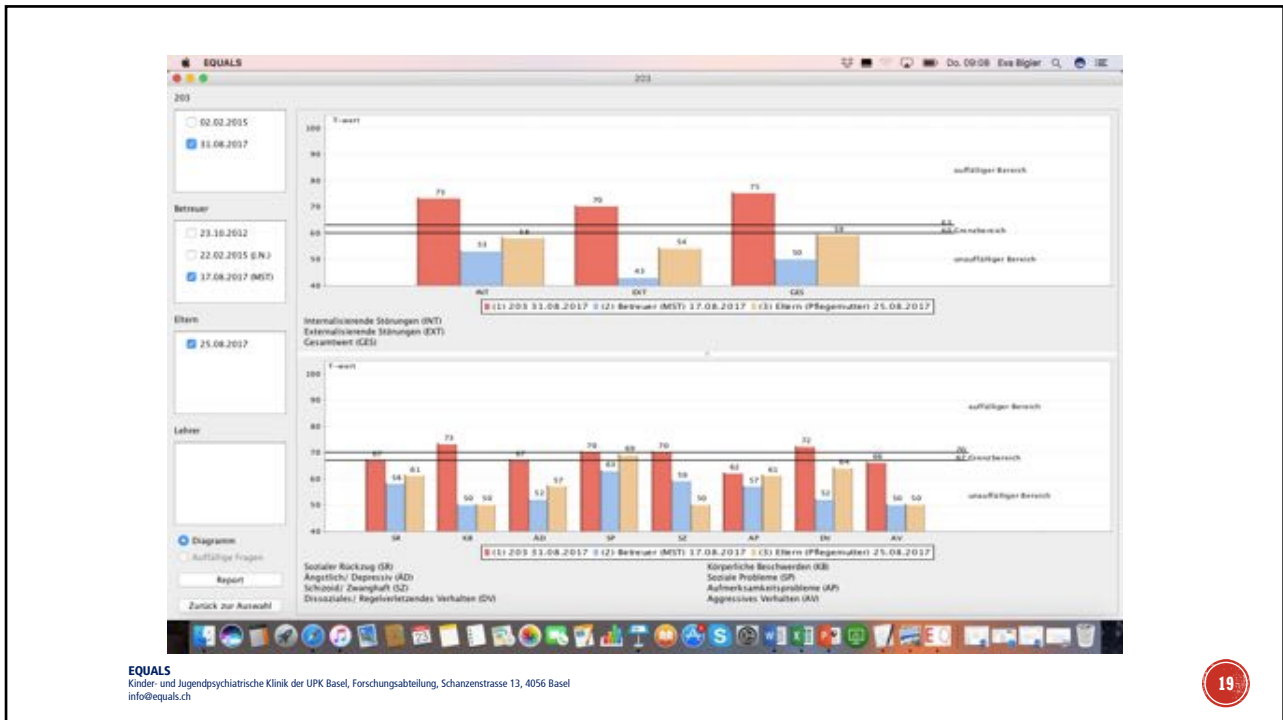 EQUALS
Do. 09:08 Eva Bigler
203
203
02.02.2015
31.08.2017
Betreuer
23.10.2012
22.02.2015 (J.N.)
17.08.2017 (MST)
Eltern
25.08.2017
Lehrer
Diagramm
Auffällige Fragen
Report
Zurück zur Auswahl
T-wert
100
90
80
70
60
50
40
73
53
58
70
43
54
75
50
auffälliger Bereich
63
60 Grenzbereich
unauffälliger Bereich
INT
EXT
GES
(1) 203 31.08.2017 (2) Betreuer (MST) 17.08.2017 (3) Eltern (Pflegemutter) 25.08.2017
Internalisierende Störungen (INT)
Externalisierende Störungen (EXT)
Gesamtwert (GES)
T-wert
100
90
80
70
60
50
40
67
58
61
73
50
50
67
52
57
70
63
69
70
59
50
62
57
61
72
52
64
66
50
50
auffälliger Bereich
70
67 Grenzbereich
unauffälliger Bereich
SR
KB
ÄD
SP
SZ
AP
DV
AV
(1) 203 31.08.2017 (2) Betreuer (MST) 17.08.2017 (3) Eltern (Pflegemutter) 25.08.2017
Sozialer Rückzug (SR)
Ängstlich/ Depressiv (ÄD)
Schizoid/ Zwanghaft (SZ)
Dissoziales/ Regelverletzendes Verhalten (DV)
Körperliche Beschwerden (KB)
Soziale Probleme (SP)
Aufmerksamkeitsprobleme (AP)
Aggressives Verhalten (AV)
EQUALS
Kinder- und Jugendpsychiatrische Klinik der UPK Basel, Forschungsabteilung, Schanzenstrasse 13, 4056 Basel
info@equals.ch
19